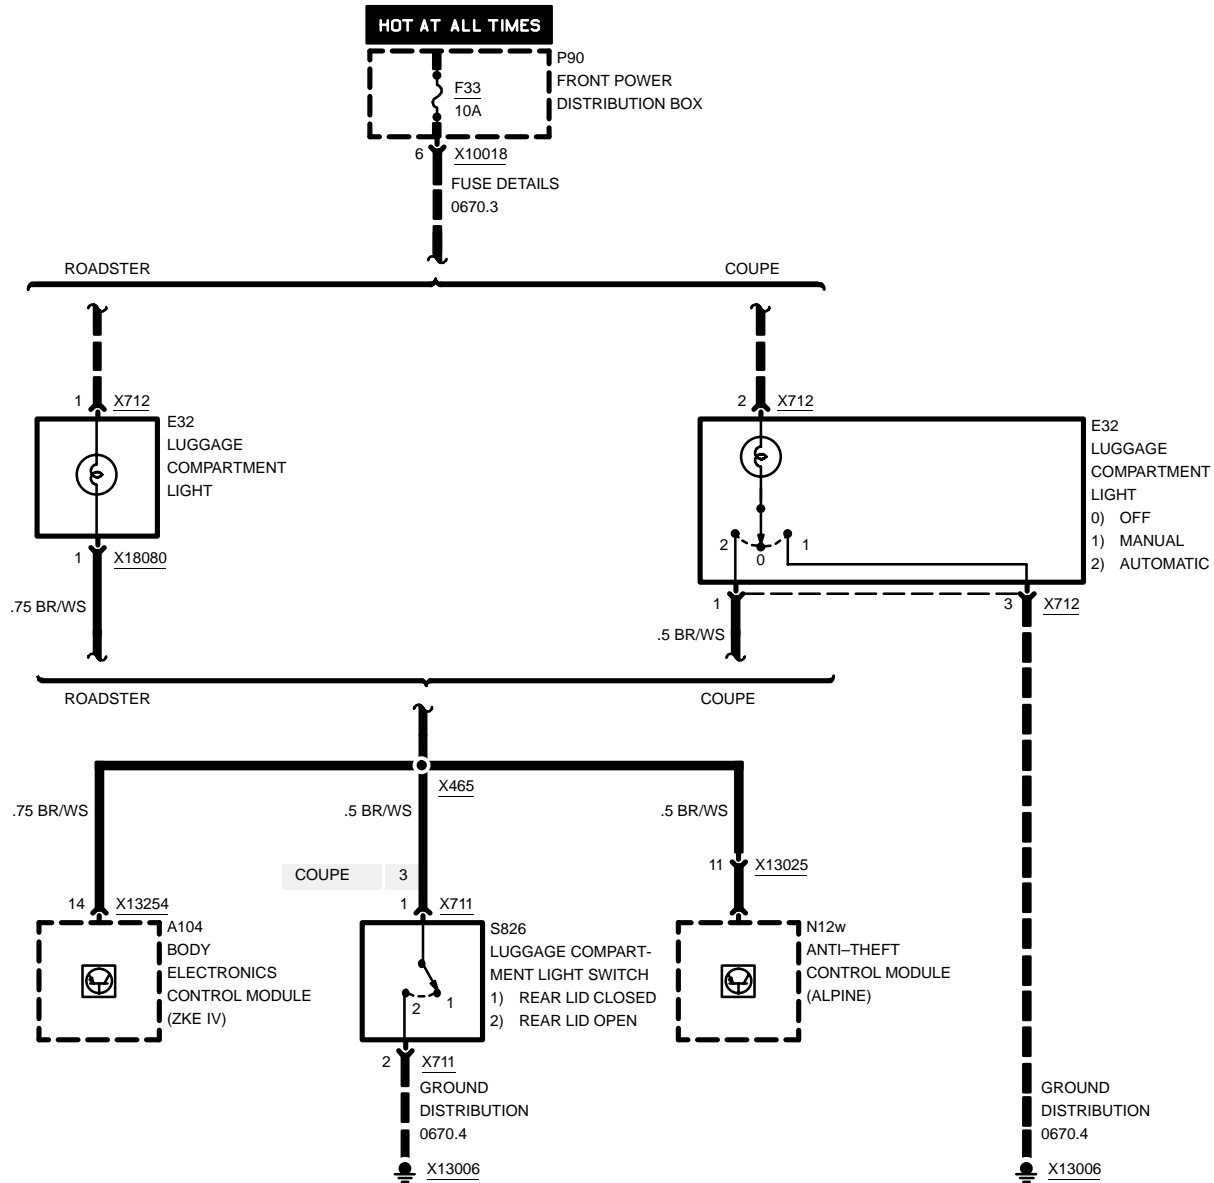 HOT AT ALL TIMES
P90
FRONT POWER
DISTRIBUTION BOX
F33
10A
6 X10018
FUSE DETAILS
0670.3
ROADSTER COUPE
1 X712
E32
LUGGAGE
COMPARTMENT
LIGHT
1 X18080
.75 BR/WS
2 X712
E32
LUGGAGE
COMPARTMENT
LIGHT
0) OFF
1) MANUAL
2) AUTOMATIC
2 0 1
1 3 X712
.5 BR/WS
ROADSTER COUPE
X465
.75 BR/WS .5 BR/WS .5 BR/WS
11 X13025
COUPE 3
14 X13254
A104
BODY
ELECTRONICS
CONTROL MODULE
(ZKE IV)
1 X711
S826
LUGGAGE COMPART-
MENT LIGHT SWITCH
1) REAR LID CLOSED
2) REAR LID OPEN
2 1
N12w
ANTI–THEFT
CONTROL MODULE
(ALPINE)
2 X711
GROUND
DISTRIBUTION
0670.4
X13006
GROUND
DISTRIBUTION
0670.4
X13006